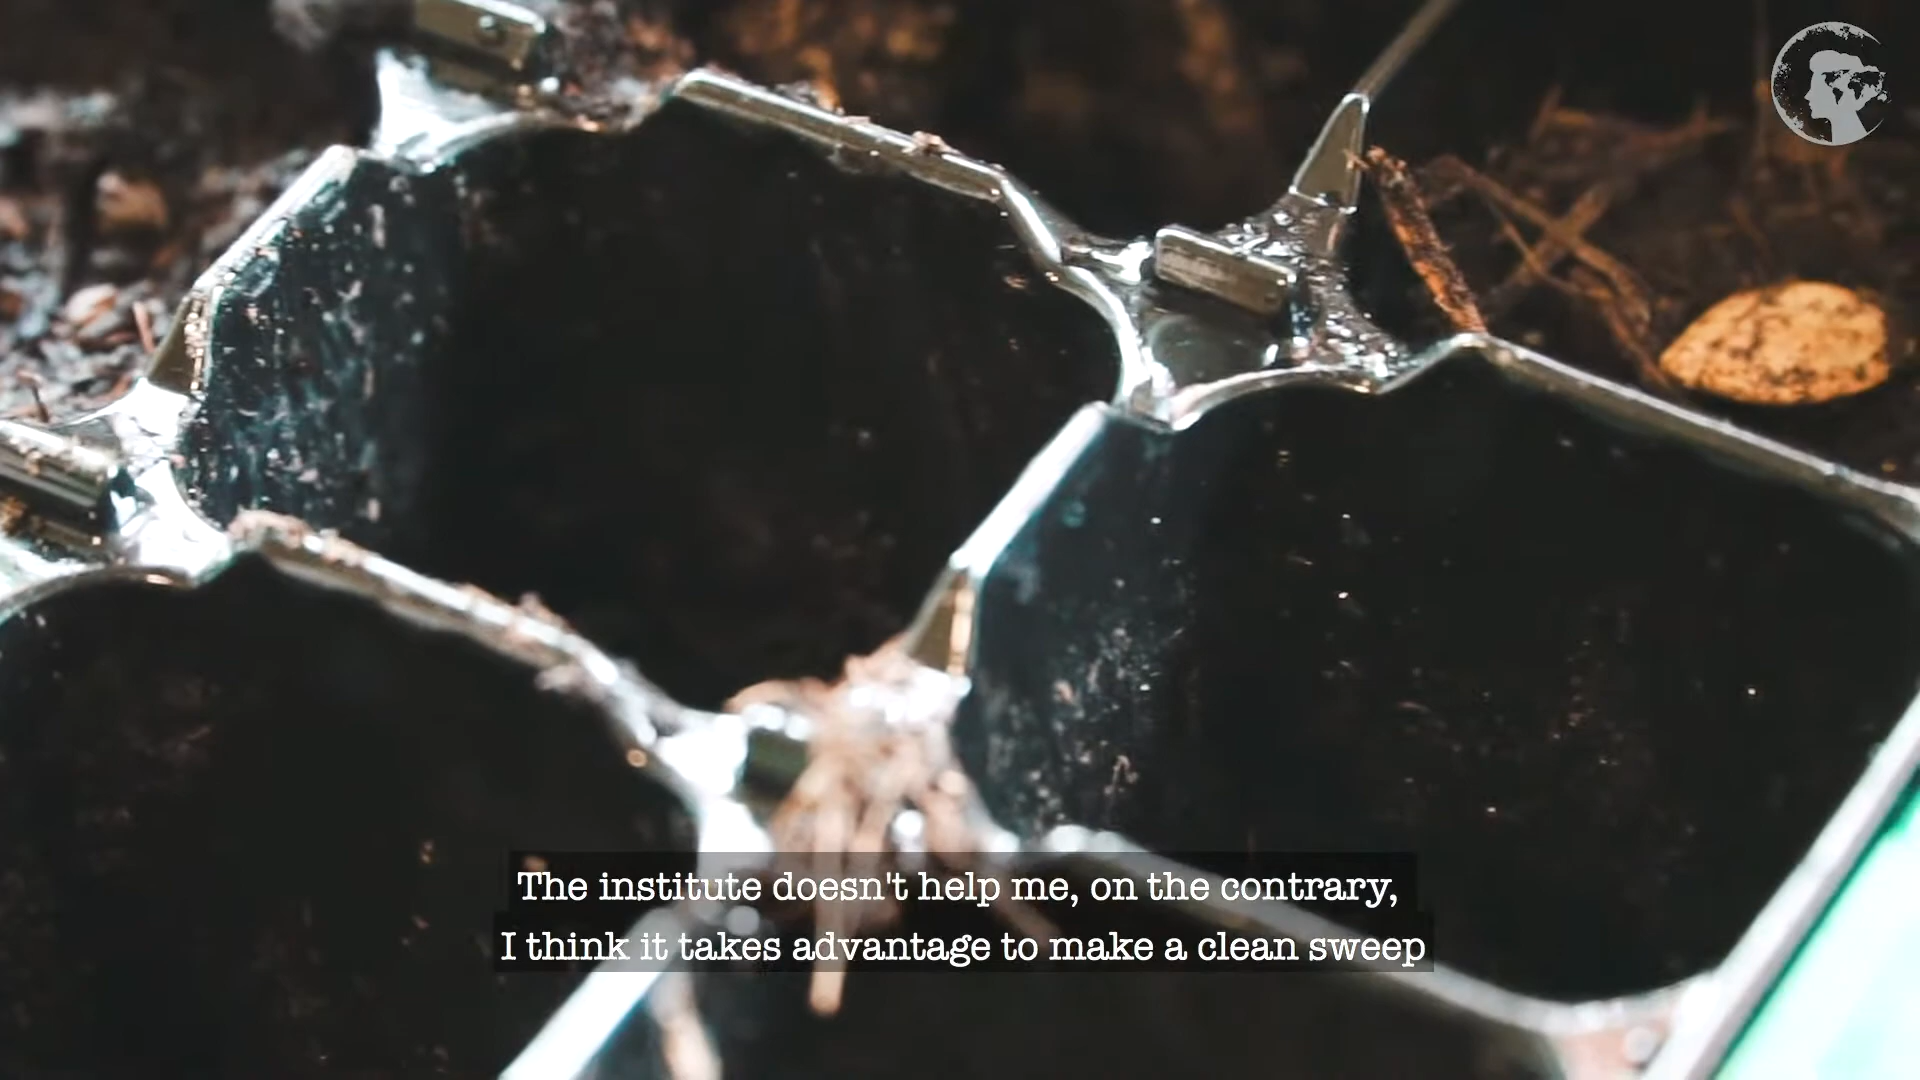 The institute doesn't help me, on the contrary,
I think it takes advantage to make a clean sweep